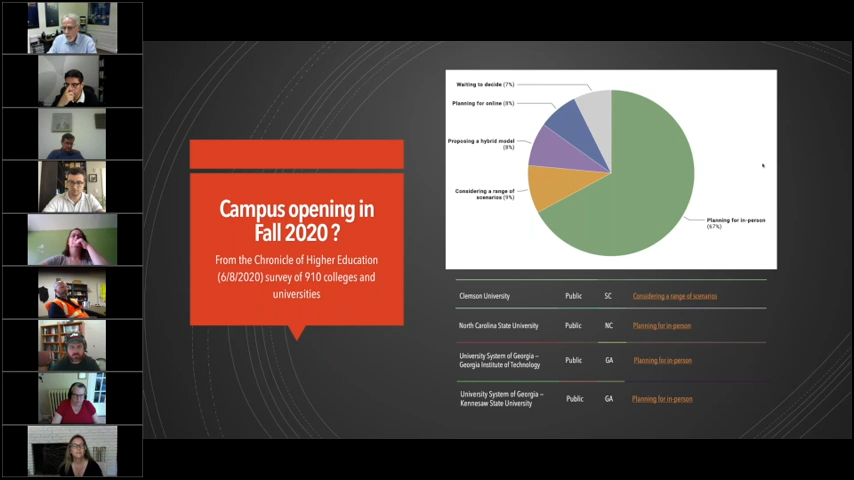 Campus opening in
Fall 2020 ?
From the Chronicle of Higher Education
(6/8/2020) survey of 910 colleges and
universities
Waiting to decide (7%)
Planning for online (8%)
Proposing a hybrid model
(8%)
Considering a range of
scenarios (9%)
Planning for in-person
(67%)
Clemson University Public SC Considering a range of scenarios
North Carolina State University Public NC Planning for in-person
University System of Georgia –
Georgia Institute of Technology Public GA Planning for in-person
University System of Georgia –
Kennesaw State University Public GA Planning for in-person